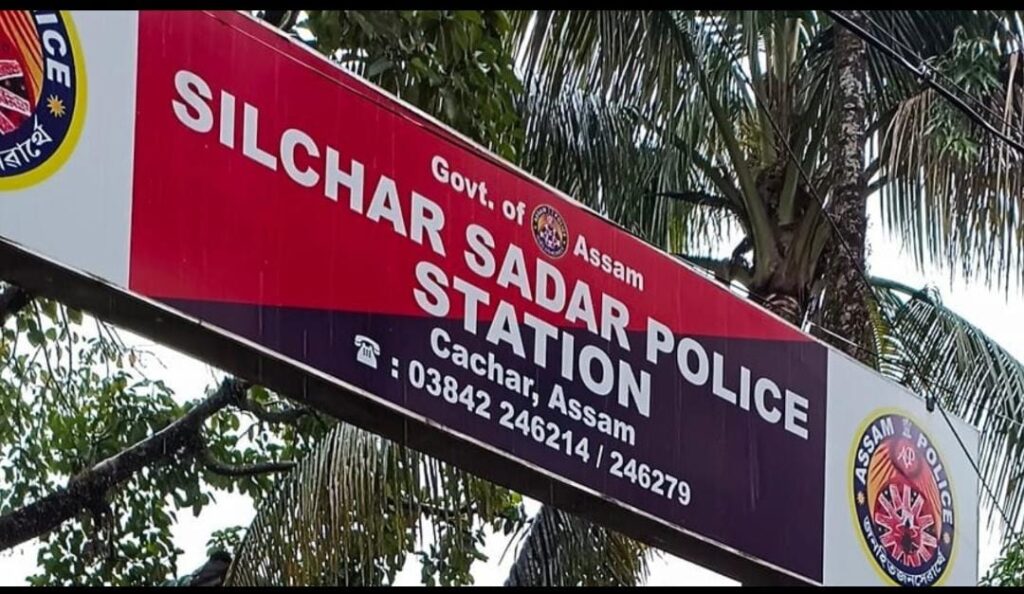 Govt. of Assam
SILCHAR SADAR POLICE
STATION
Cachar, Assam
: 03842 246214 / 246279
ASSAM POLICE